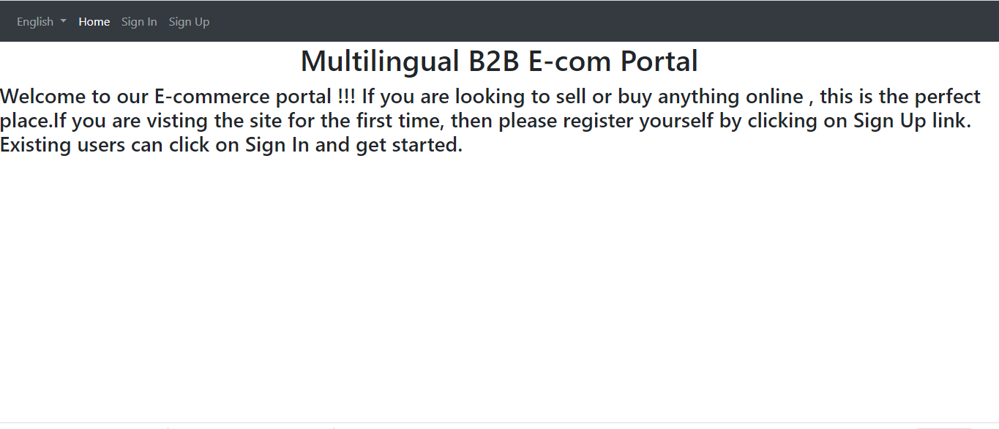 English Home Sign In Sign Up
Multilingual B2B E-com Portal
Welcome to our E-commerce portal !!! If you are looking to sell or buy anything online , this is the perfect
place.If you are visting the site for the first time, then please register yourself by clicking on Sign Up link.
Existing users can click on Sign In and get started.